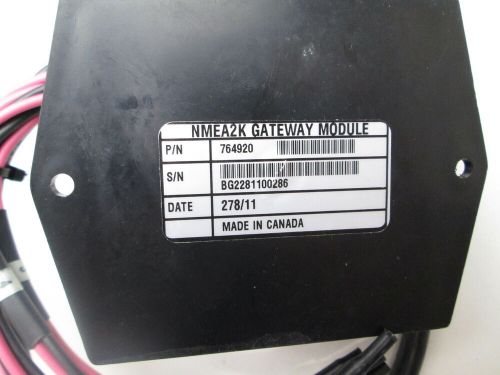 NMEA2K GATEWAY MODULE
P/N 764920
S/N BG2281100286
DATE 278/11
MADE IN CANADA